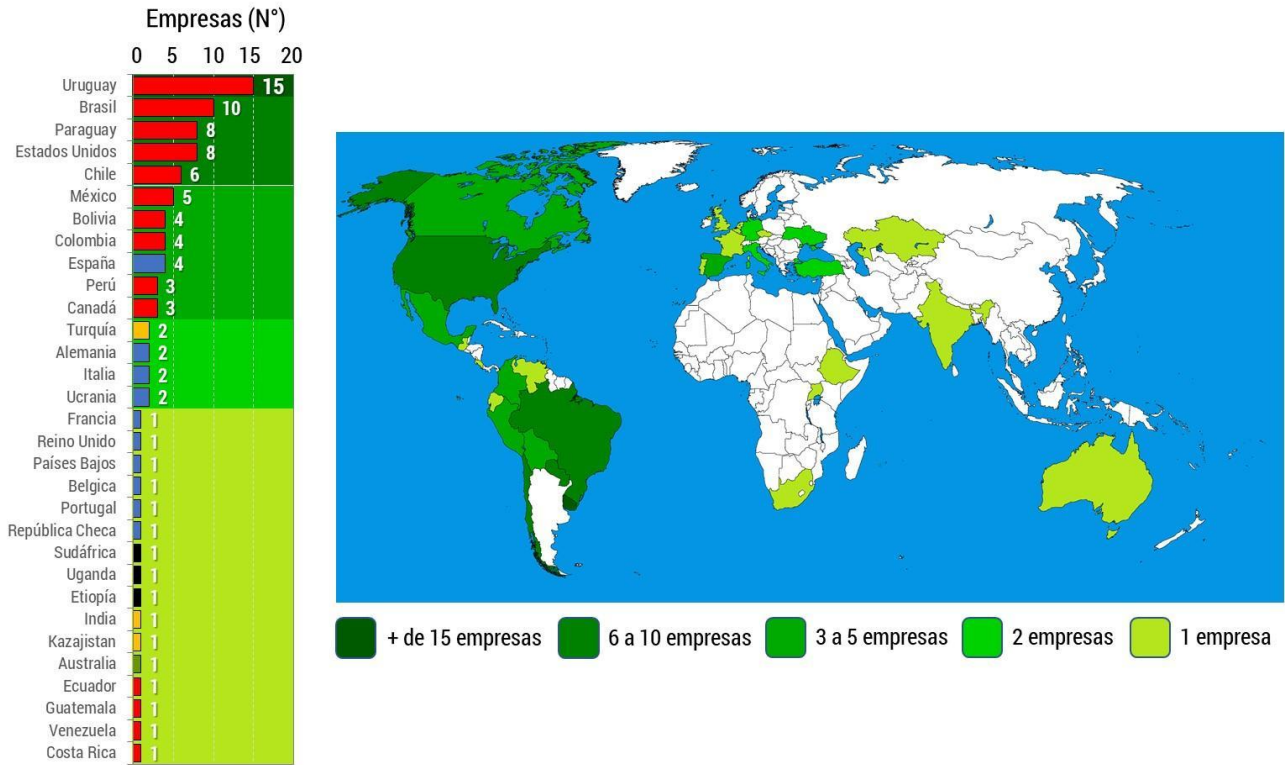 Empresas (N°)
0 5 10 15 20
Uruguay 15
Brasil 10
Paraguay 8
Estados Unidos 8
Chile 6
México 5
Bolivia 4
Colombia 4
España 4
Perú 3
Canadá 3
Turquía 2
Alemania 2
Italia 2
Ucrania 2
Francia 1
Reino Unido 1
Países Bajos 1
Belgica 1
Portugal 1
República Checa 1
Sudáfrica 1
Uganda 1
Etiopía 1
India 1
Kazajistan 1
Australia 1
Ecuador 1
Guatemala 1
Venezuela 1
Costa Rica 1
+ de 15 empresas 6 a 10 empresas 3 a 5 empresas 2 empresas 1 empresa